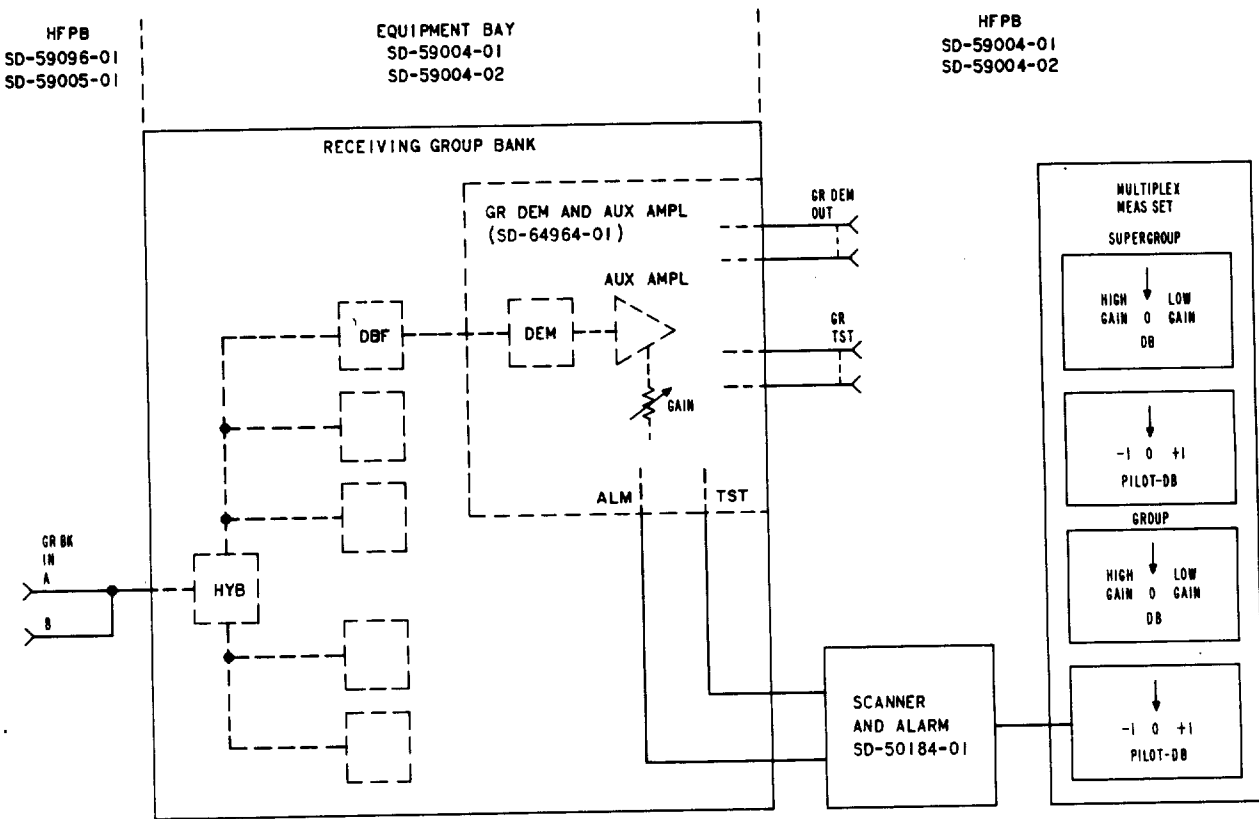 HFPB
SD-59096-01
SD-59005-01
EQUIPMENT BAY
SD-59004-01
SD-59004-02
HFPB
SD-59004-01
SD-59004-02
RECEIVING GROUP BANK
GR DEM AND AUX AMPL
(SD-64964-01)
AUX AMPL
DBF
DEM
GAIN
ALM
TST
GR DEM
OUT
GR
TST
GR BK
IN
A
B
HYB
SCANNER
AND ALARM
SD-50184-01
MULTIPLEX
MEAS SET
SUPERGROUP
HIGH LOW
GAIN 0 GAIN
DB
-1 0 +1
PILOT-DB
GROUP
HIGH LOW
GAIN 0 GAIN
DB
-1 0 +1
PILOT-DB